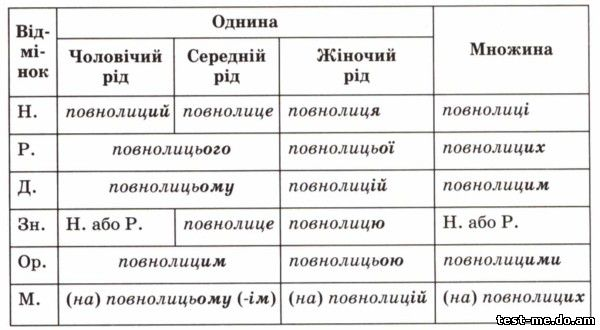 Від-
мі-
нок
Однина
Множина
Чоловічий
рід
Середній
рід
Жіночий
рід
Н. повнолиций повнолице повнолиця повнолиці
Р. повнолицього повнолицьої повнолицих
Д. повнолицьому повнолицій повнолицим
Зн. Н. або Р. повнолице повнолицю Н. або Р.
Ор. повнолицим повнолицьою повнолицими
М. (на) повнолицьому (-ім) (на) повнолицій (на) повнолицих
test-me.do.am